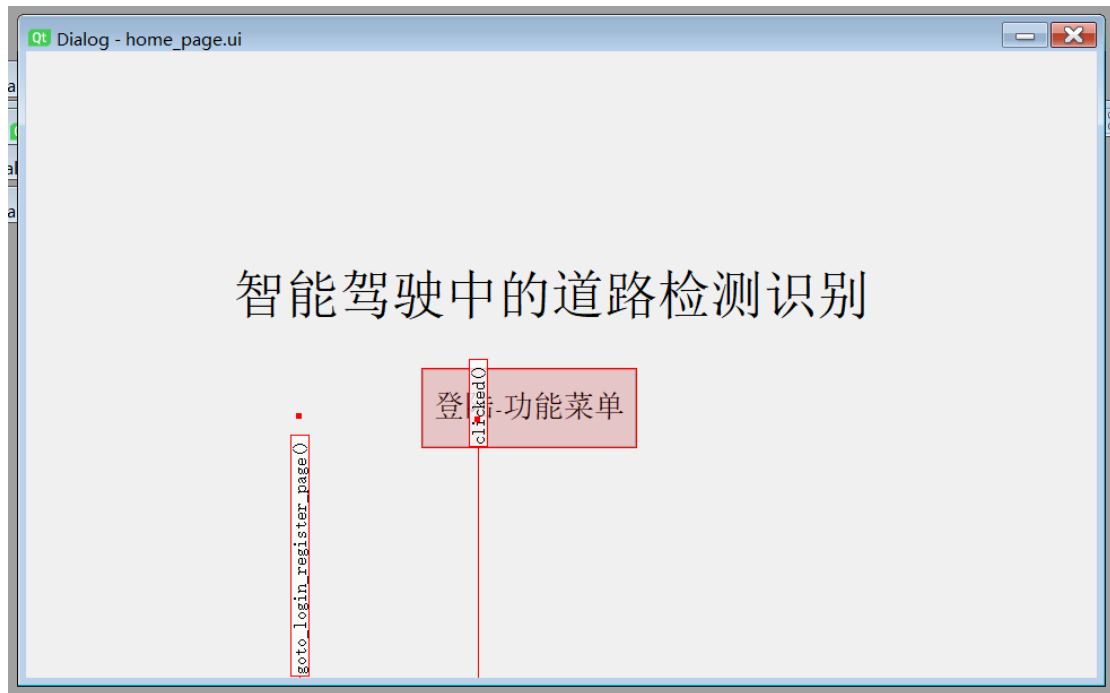 Qt Dialog - home_page.ui
智能驾驶中的道路检测识别
登陆-功能菜单
clicked()
goto_login_register_page()